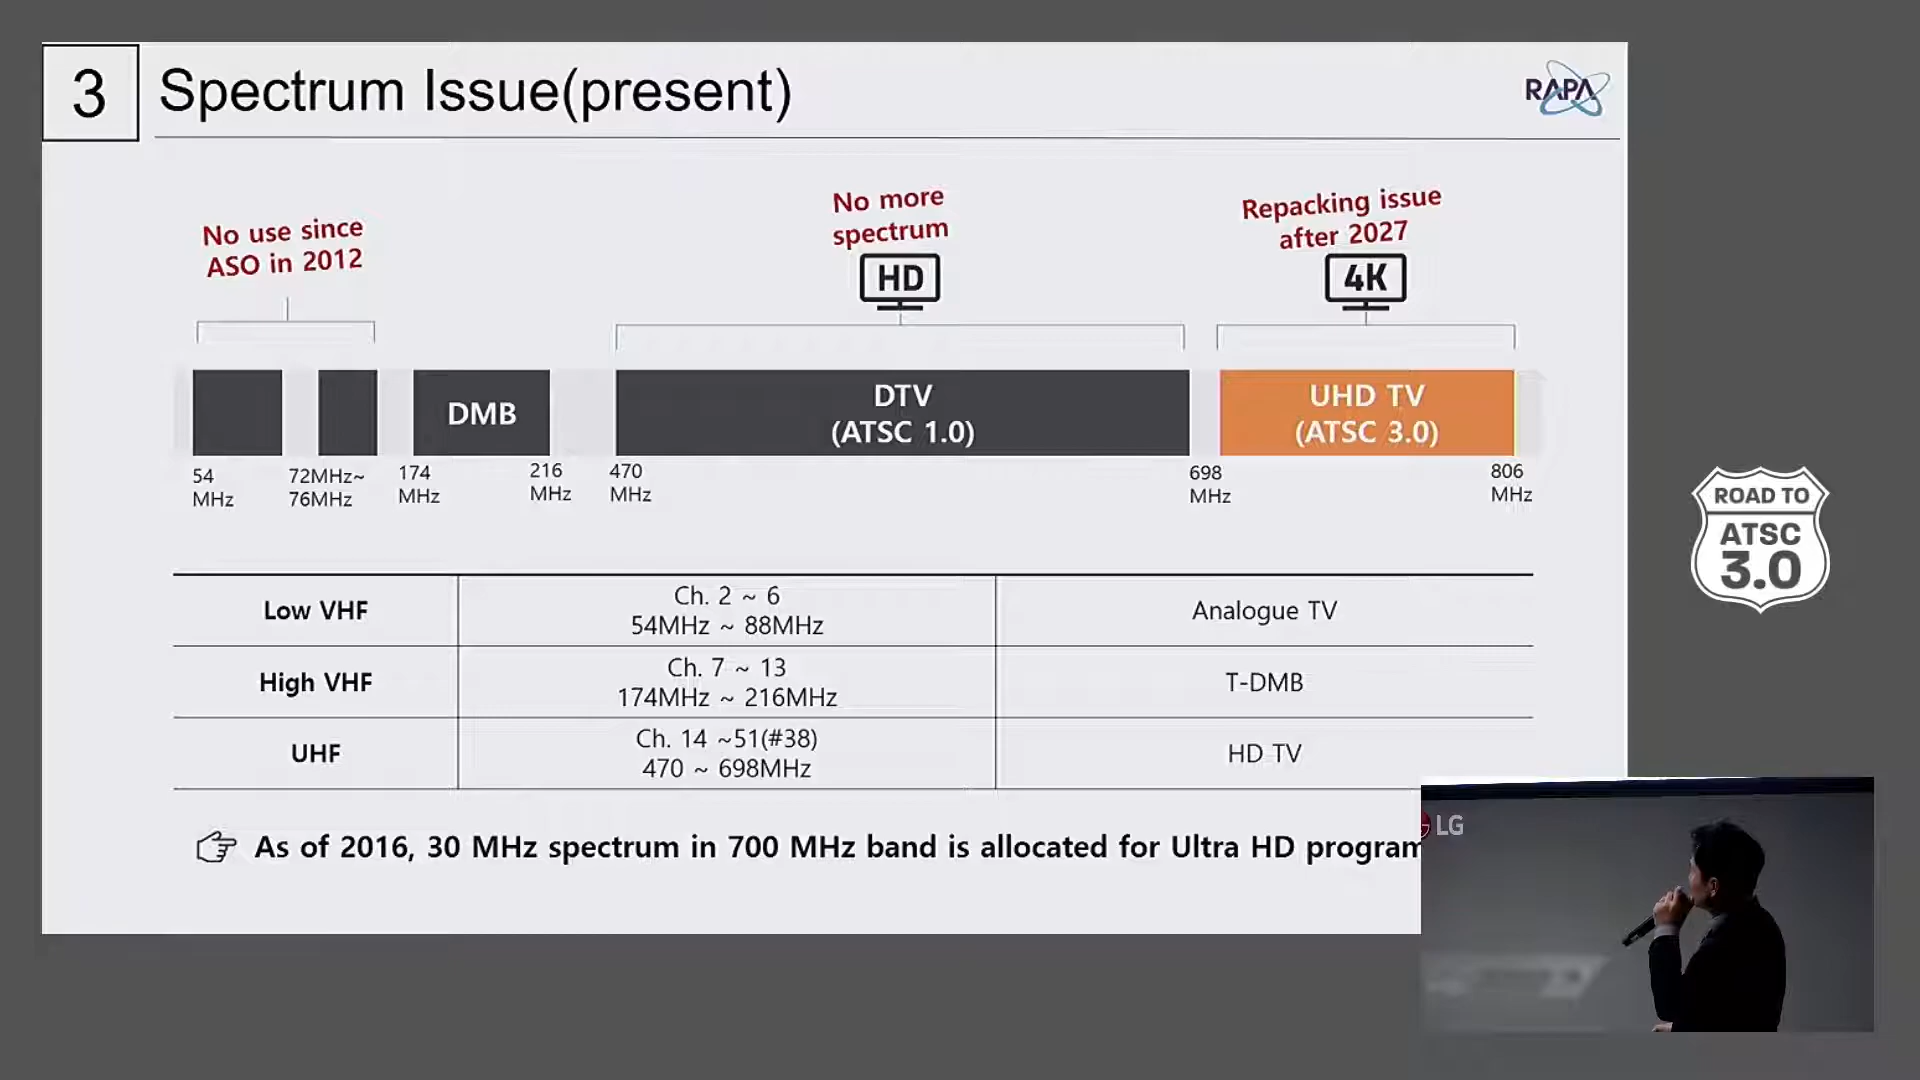 3
Spectrum Issue(present)
RAPA
No use since
ASO in 2012
No more
spectrum
HD
Repacking issue
after 2027
4K
DMB
DTV
(ATSC 1.0)
UHD TV
(ATSC 3.0)
54
MHz
72MHz~
76MHz
174
MHz
216
MHz
470
MHz
698
MHz
806
MHz
Low VHF
Ch. 2 ~ 6
54MHz ~ 88MHz
Analogue TV
High VHF
Ch. 7 ~ 13
174MHz ~ 216MHz
T-DMB
UHF
Ch. 14 ~51(#38)
470 ~ 698MHz
HD TV
As of 2016, 30 MHz spectrum in 700 MHz band is allocated for Ultra HD program
ROAD TO
ATSC
3.0
LG